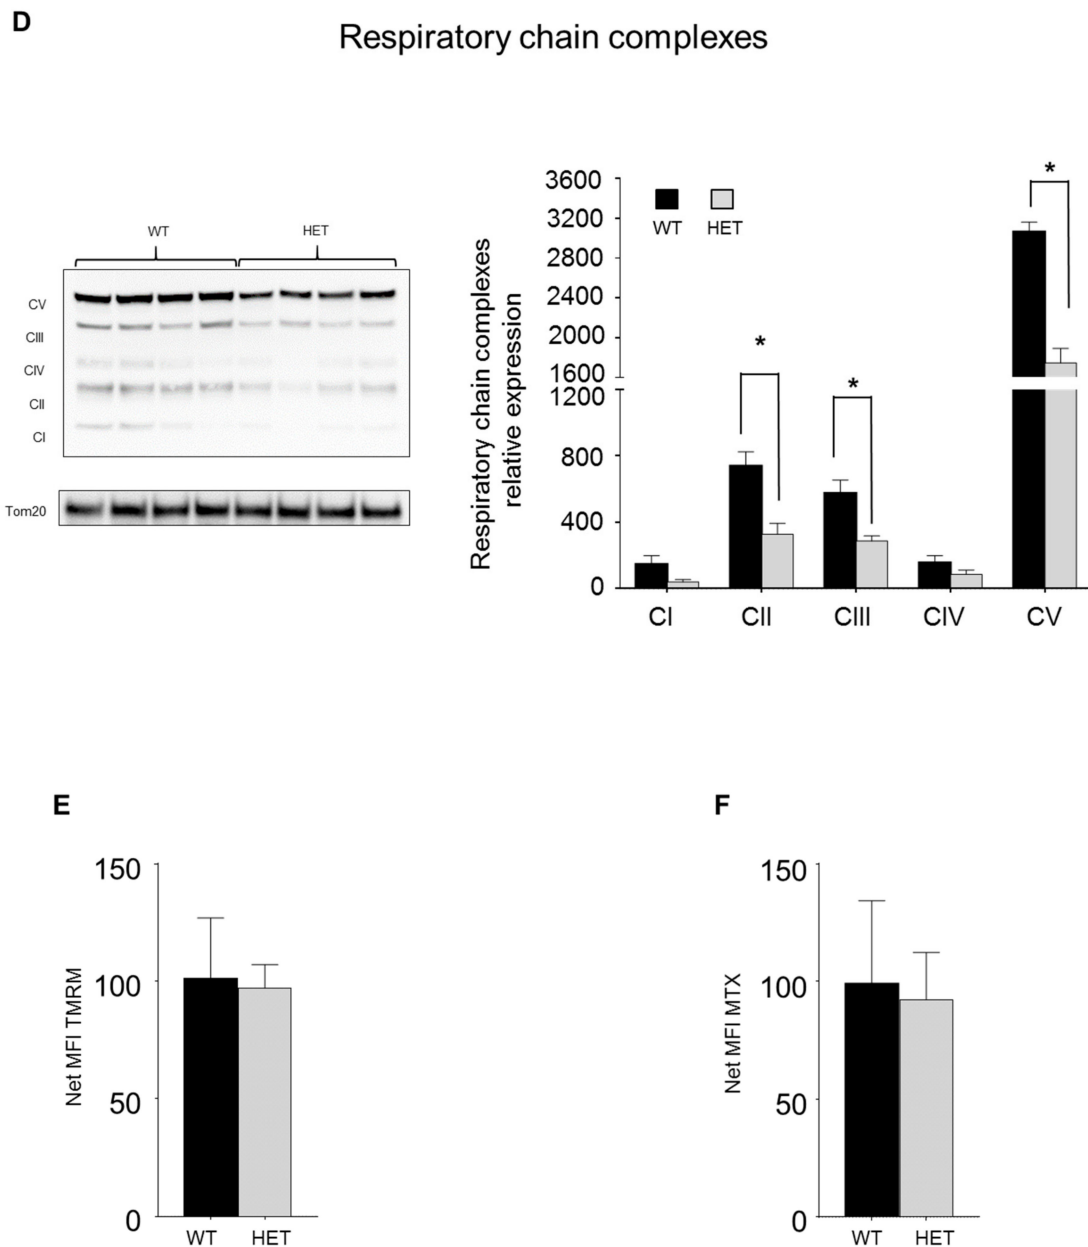 D
Respiratory chain complexes
WT HET
CV
CIII
CIV
CII
CI
Tom20
Respiratory chain complexes
relative expression
3600
3200
2800
2400
2000
1600
1200
800
400
0
WT HET
*
*
*
CI CII CIII CIV CV
E
Net MFI TMRM
150
100
50
0
WT HET
F
Net MFI MTX
150
100
50
0
WT HET